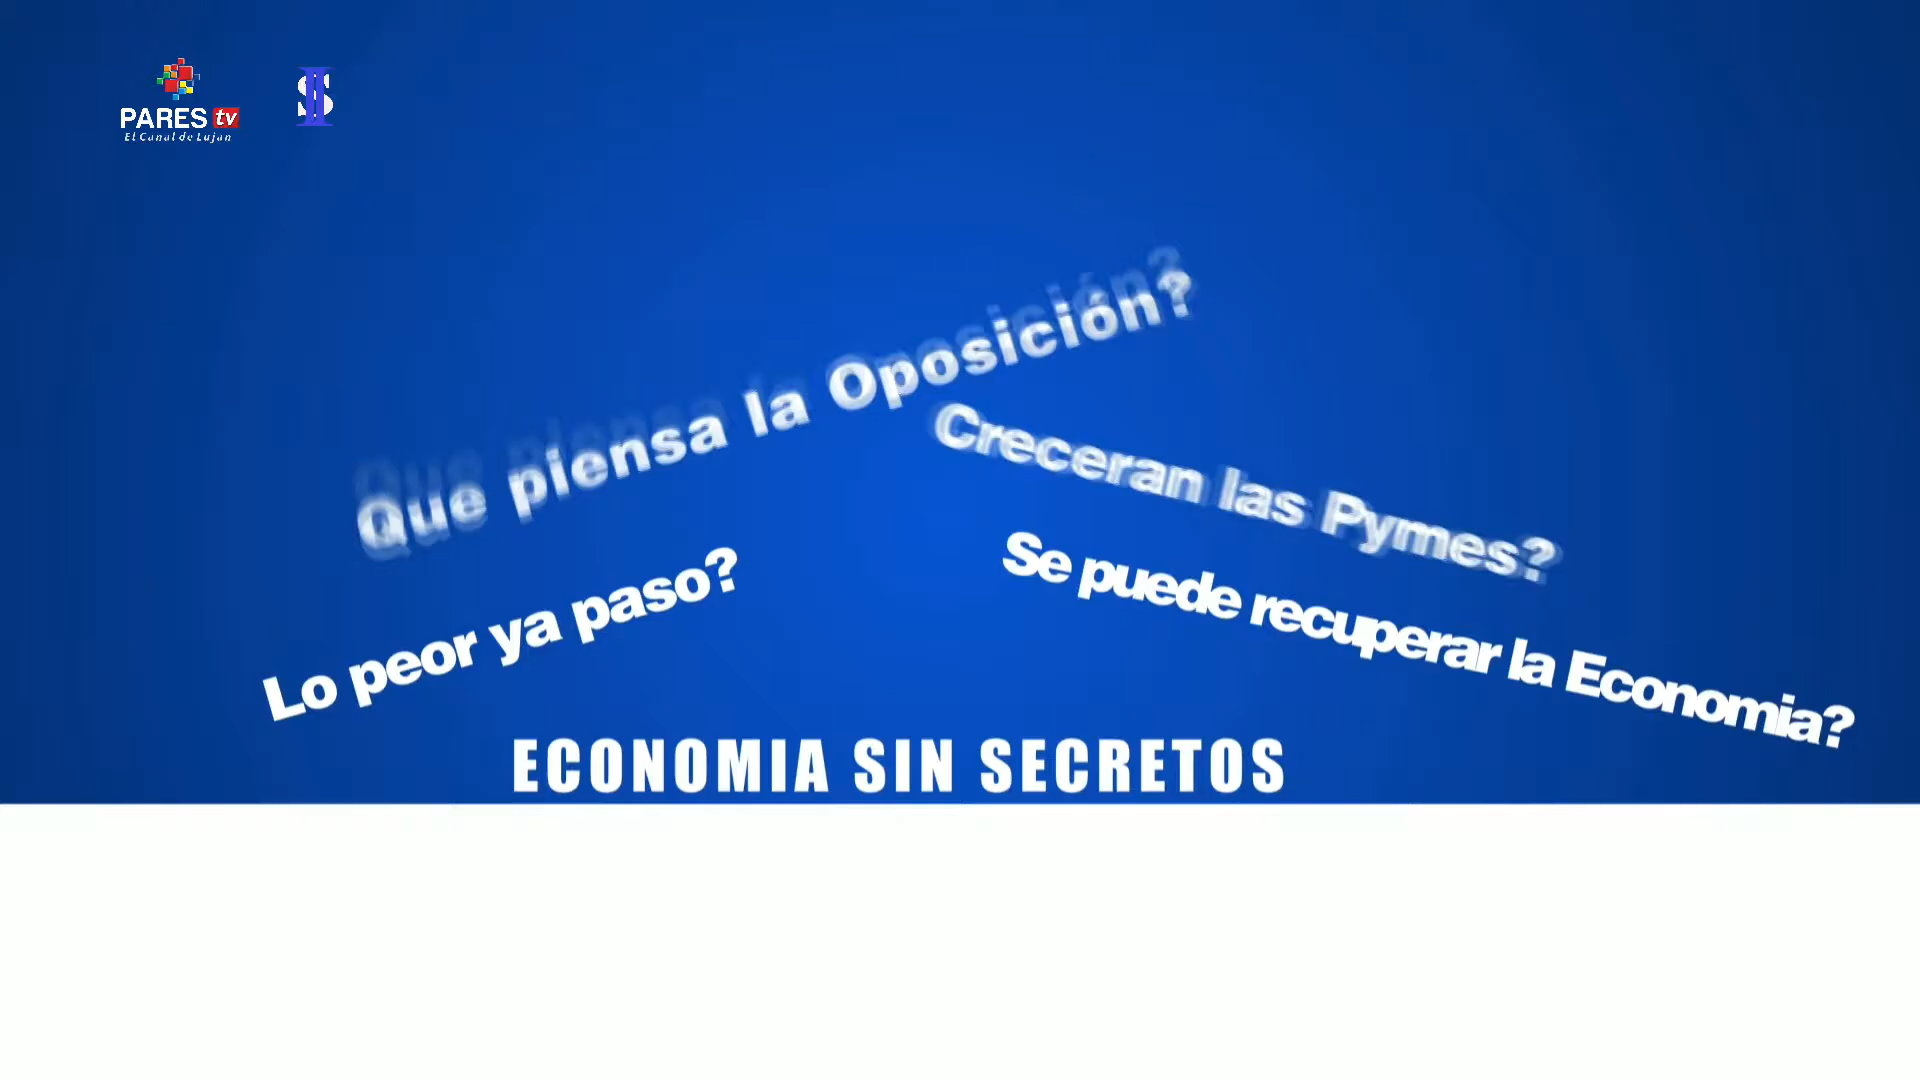 PARES tv
El Canal de Lujan
Que piensa la Oposición?
Creceran las Pymes?
Lo peor ya paso?
Se puede recuperar la Economia?
ECONOMIA SIN SECRETOS